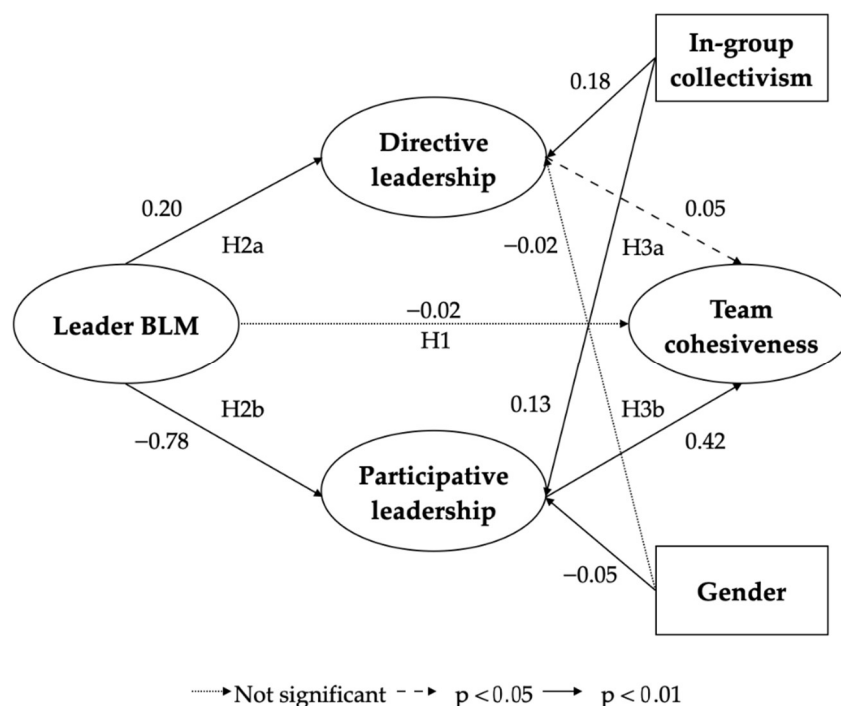 In-group
collectivism
0.18
Directive
leadership
0.20
H2a
0.05
−0.02
H3a
Leader BLM
−0.02
H1
Team
cohesiveness
H2b
−0.78
0.13
H3b
0.42
Participative
leadership
−0.05
Gender
Not significant p < 0.05 p < 0.01